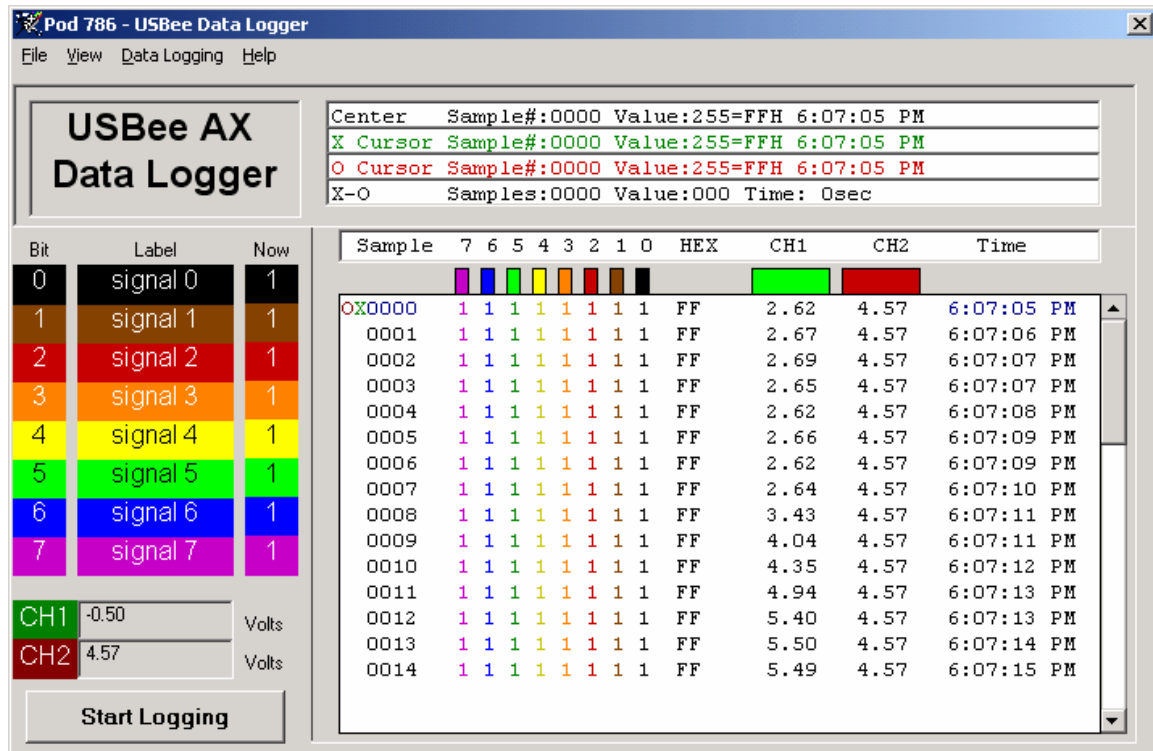 Pod 786 - USBee Data Logger
File View Data Logging Help
USBee AX
Data Logger
Center Sample#:0000 Value:255=FFH 6:07:05 PM
X Cursor Sample#:0000 Value:255=FFH 6:07:05 PM
O Cursor Sample#:0000 Value:255=FFH 6:07:05 PM
X-O Samples:0000 Value:000 Time: 0sec
Bit Label Now
0 signal 0 1
1 signal 1 1
2 signal 2 1
3 signal 3 1
4 signal 4 1
5 signal 5 1
6 signal 6 1
7 signal 7 1
CH1 -0.50 Volts
CH2 4.57 Volts
Start Logging
Sample 7 6 5 4 3 2 1 0 HEX CH1 CH2 Time
OX0000 1 1 1 1 1 1 1 1 FF 2.62 4.57 6:07:05 PM
0001 1 1 1 1 1 1 1 1 FF 2.67 4.57 6:07:06 PM
0002 1 1 1 1 1 1 1 1 FF 2.69 4.57 6:07:07 PM
0003 1 1 1 1 1 1 1 1 FF 2.65 4.57 6:07:07 PM
0004 1 1 1 1 1 1 1 1 FF 2.62 4.57 6:07:08 PM
0005 1 1 1 1 1 1 1 1 FF 2.66 4.57 6:07:09 PM
0006 1 1 1 1 1 1 1 1 FF 2.62 4.57 6:07:09 PM
0007 1 1 1 1 1 1 1 1 FF 2.64 4.57 6:07:10 PM
0008 1 1 1 1 1 1 1 1 FF 3.43 4.57 6:07:11 PM
0009 1 1 1 1 1 1 1 1 FF 4.04 4.57 6:07:11 PM
0010 1 1 1 1 1 1 1 1 FF 4.35 4.57 6:07:12 PM
0011 1 1 1 1 1 1 1 1 FF 4.94 4.57 6:07:13 PM
0012 1 1 1 1 1 1 1 1 FF 5.40 4.57 6:07:13 PM
0013 1 1 1 1 1 1 1 1 FF 5.50 4.57 6:07:14 PM
0014 1 1 1 1 1 1 1 1 FF 5.49 4.57 6:07:15 PM